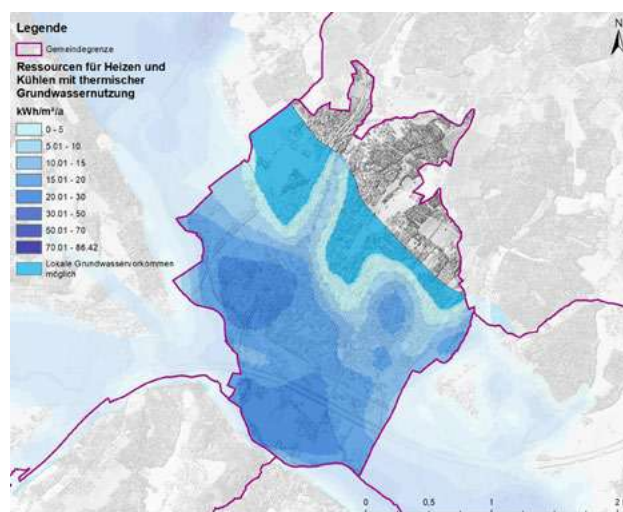 Legende
Gemeindegrenze
Ressourcen für Heizen und
Kühlen mit thermischer
Grundwassernutzung
kWh/m²/a
0 - 5
5.01 - 10
10.01 - 15
15.01 - 20
20.01 - 30
30.01 - 50
50.01 - 70
70.01 - 86.42
Lokale Grundwasservorkommen
möglich
N
0 0,5 1 2